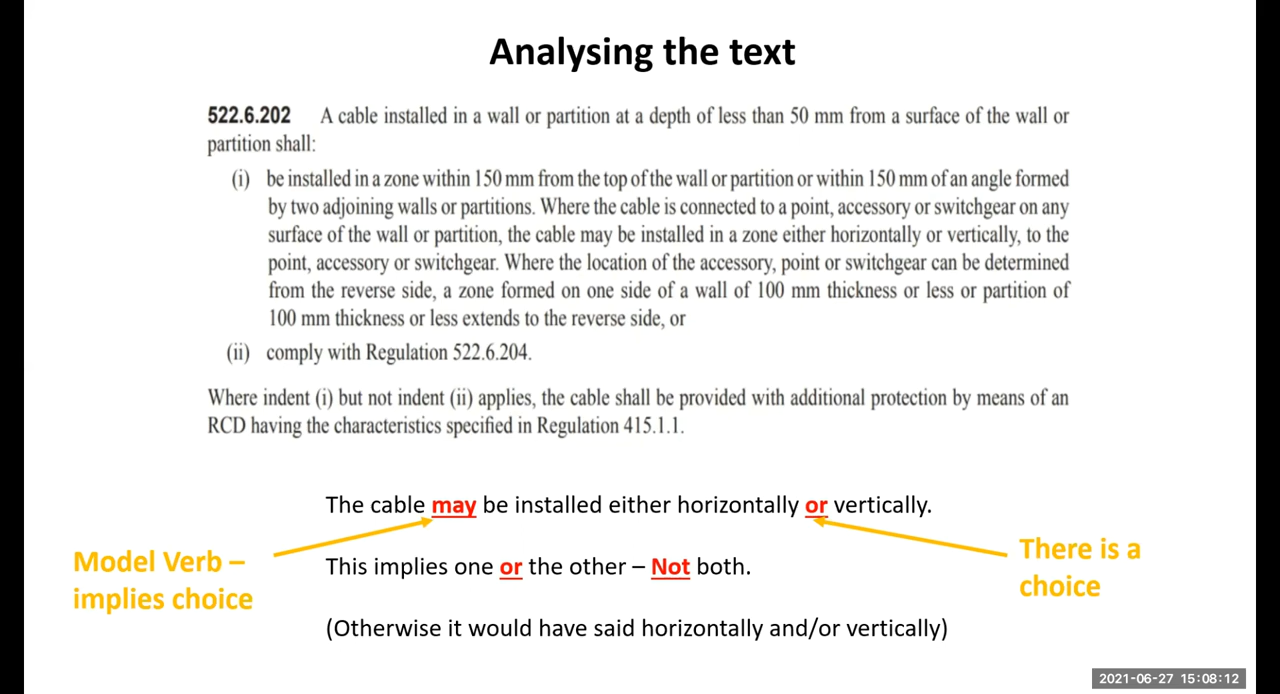 Analysing the text
522.6.202 A cable installed in a wall or partition at a depth of less than 50 mm from a surface of the wall or
partition shall:
(i) be installed in a zone within 150 mm from the top of the wall or partition or within 150 mm of an angle formed
by two adjoining walls or partitions. Where the cable is connected to a point, accessory or switchgear on any
surface of the wall or partition, the cable may be installed in a zone either horizontally or vertically, to the
point, accessory or switchgear. Where the location of the accessory, point or switchgear can be determined
from the reverse side, a zone formed on one side of a wall of 100 mm thickness or less or partition of
100 mm thickness or less extends to the reverse side, or
(ii) comply with Regulation 522.6.204.
Where indent (i) but not indent (ii) applies, the cable shall be provided with additional protection by means of an
RCD having the characteristics specified in Regulation 415.1.1.
The cable may be installed either horizontally or vertically.
Model Verb –
implies choice
There is a
choice
This implies one or the other – Not both.
(Otherwise it would have said horizontally and/or vertically)
2021-06-27 15:08:12